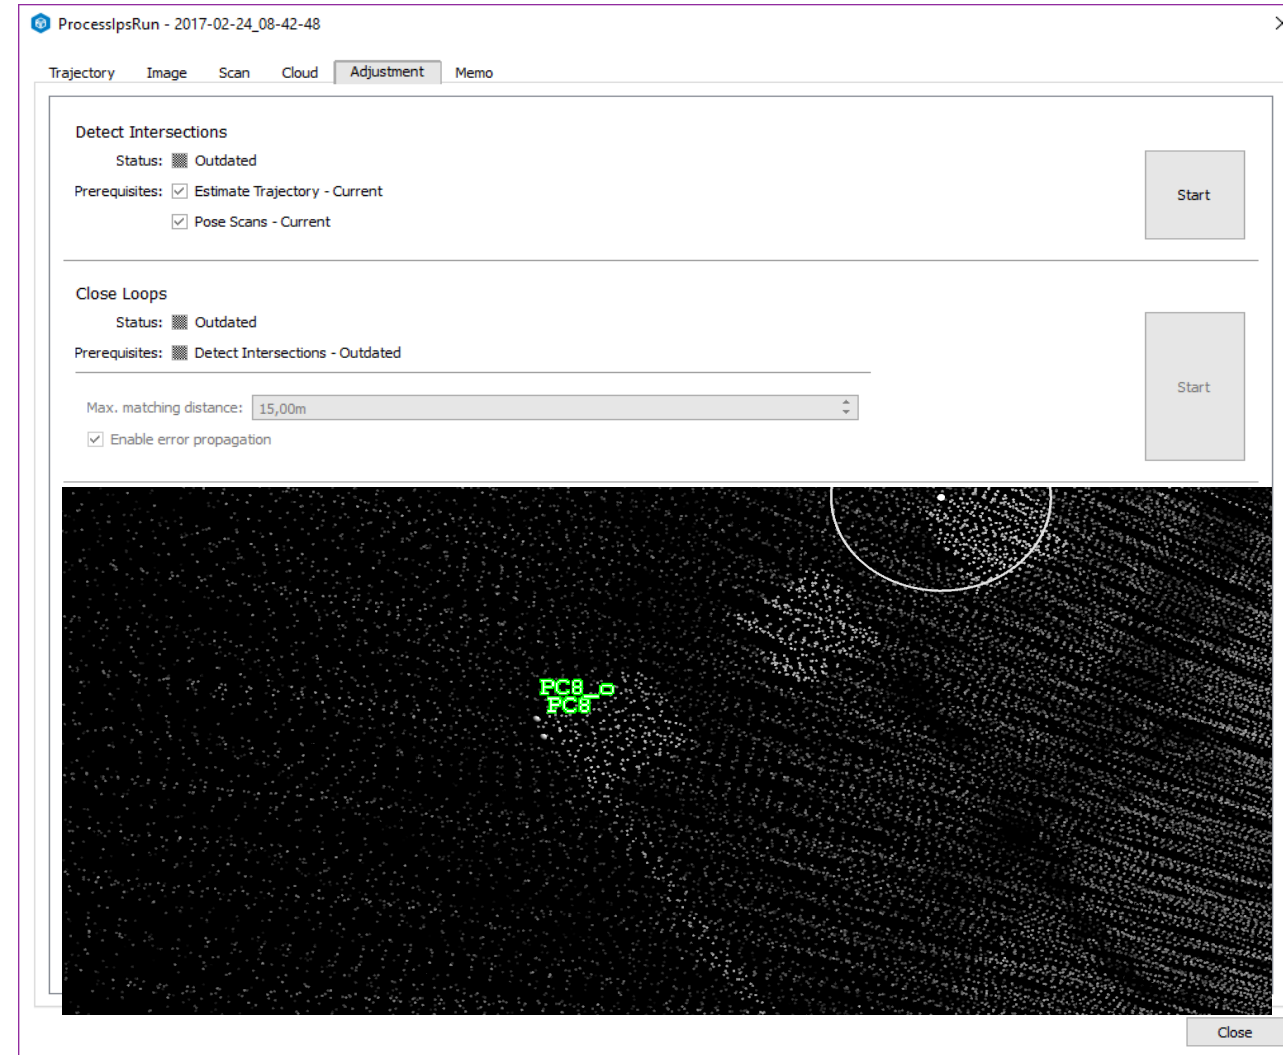 ProcessIpsRun - 2017-02-24_08-42-48
Trajectory Image Scan Cloud Adjustment Memo
Detect Intersections
Status: Outdated
Prerequisites: Estimate Trajectory - Current
Pose Scans - Current
Start
Close Loops
Status: Outdated
Prerequisites: Detect Intersections - Outdated
Max. matching distance: 15,00m
Enable error propagation
Start
PC8_o
PC8
Close